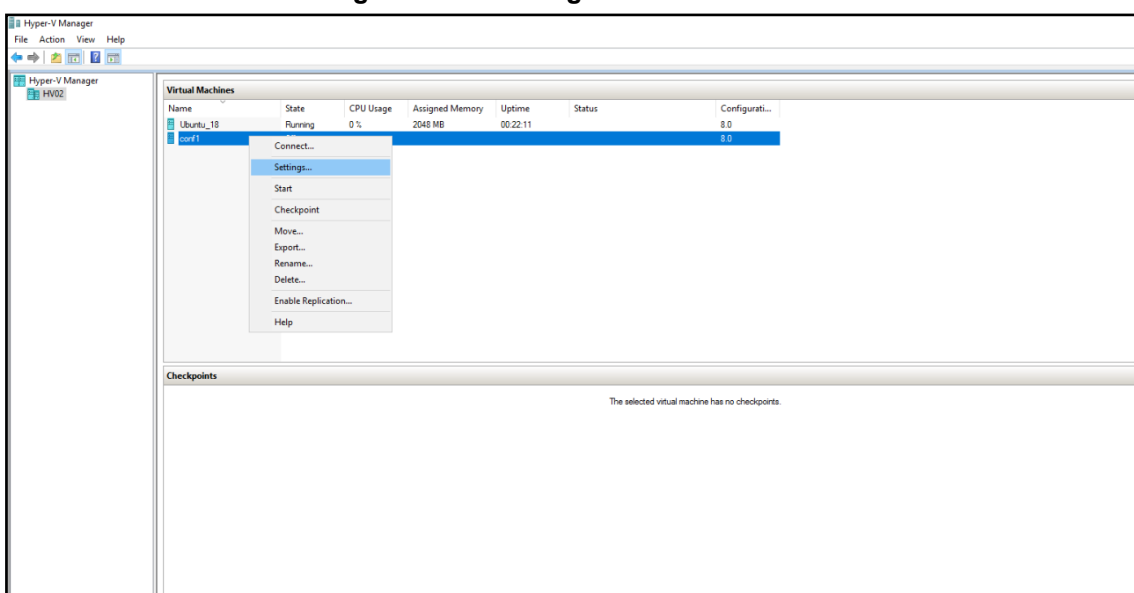 Hyper-V Manager
File Action View Help
Hyper-V Manager
HV02
Virtual Machines
Name State CPU Usage Assigned Memory Uptime Status Configurati...
Ubuntu_18 Running 0 % 2048 MB 00:22:11 8.0
conf1 8.0
Connect...
Settings...
Start
Checkpoint
Move...
Export...
Rename...
Delete...
Enable Replication...
Help
Checkpoints
The selected virtual machine has no checkpoints.